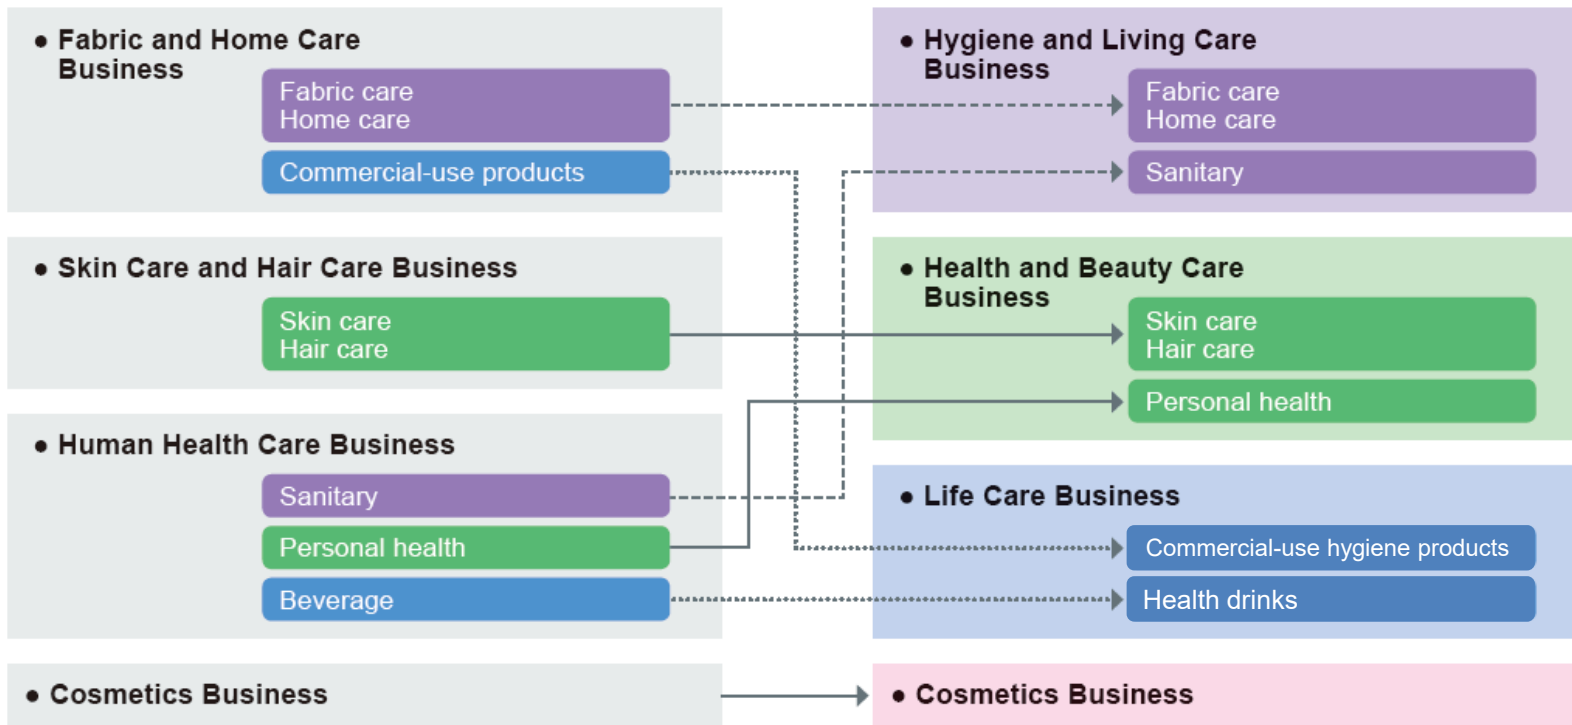 ● Fabric and Home Care
Business
Fabric care
Home care
Commercial-use products
● Skin Care and Hair Care Business
Skin care
Hair care
● Human Health Care Business
Sanitary
Personal health
Beverage
● Cosmetics Business
● Hygiene and Living Care
Business
Fabric care
Home care
Sanitary
● Health and Beauty Care
Business
Skin care
Hair care
Personal health
● Life Care Business
Commercial-use hygiene products
Health drinks
● Cosmetics Business